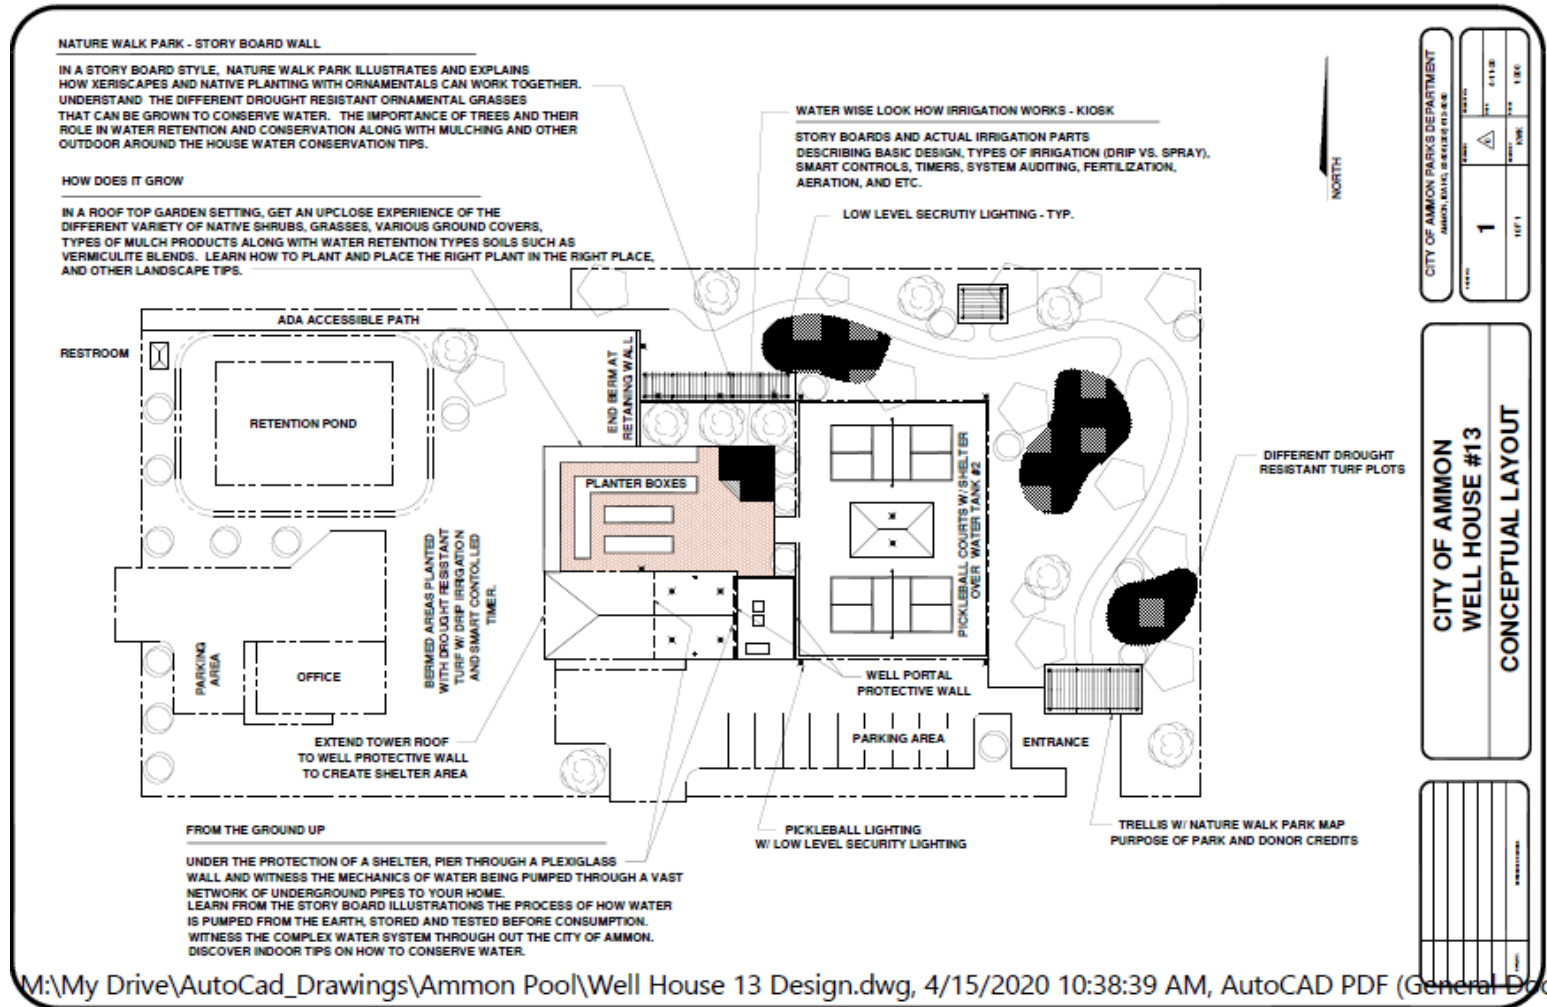 NATURE WALK PARK - STORY BOARD WALL
IN A STORY BOARD STYLE, NATURE WALK PARK ILLUSTRATES AND EXPLAINS
HOW XERISCAPES AND NATIVE PLANTING WITH ORNAMENTALS CAN WORK TOGETHER.
UNDERSTAND THE DIFFERENT DROUGHT RESISTANT ORNAMENTAL GRASSES
THAT CAN BE GROWN TO CONSERVE WATER. THE IMPORTANCE OF TREES AND THEIR
ROLE IN WATER RETENTION AND CONSERVATION ALONG WITH MULCHING AND OTHER
OUTDOOR AROUND THE HOUSE WATER CONSERVATION TIPS.
HOW DOES IT GROW
IN A ROOF TOP GARDEN SETTING, GET AN UPCLOSE EXPERIENCE OF THE
DIFFERENT VARIETY OF NATIVE SHRUBS, GRASSES, VARIOUS GROUND COVERS,
TYPES OF MULCH PRODUCTS ALONG WITH WATER RETENTION TYPES SOILS SUCH AS
VERMICULITE BLENDS. LEARN HOW TO PLANT AND PLACE THE RIGHT PLANT IN THE RIGHT PLACE,
AND OTHER LANDSCAPE TIPS.
WATER WISE LOOK HOW IRRIGATION WORKS - KIOSK
STORY BOARDS AND ACTUAL IRRIGATION PARTS
DESCRIBING BASIC DESIGN, TYPES OF IRRIGATION (DRIP VS. SPRAY),
SMART CONTROLS, TIMERS, SYSTEM AUDITING, FERTILIZATION,
AERATION, AND ETC.
LOW LEVEL SECRUTIY LIGHTING - TYP.
NORTH
ADA ACCESSIBLE PATH
RESTROOM
RETENTION POND
END BERM AT
RETAINING WALL
PLANTER BOXES
PICKLEBALL COURTS W/ SHELTER
OVER WATER TANK #2
DIFFERENT DROUGHT
RESISTANT TURF PLOTS
BERMED AREAS PLANTED
WITH DROUGHT RESISTANT
TURF W/ DRIP IRRIGATION
AND SMART CONTOLLED
TIMER.
PARKING
AREA
OFFICE
WELL PORTAL
PROTECTIVE WALL
PARKING AREA
ENTRANCE
EXTEND TOWER ROOF
TO WELL PROTECTIVE WALL
TO CREATE SHELTER AREA
FROM THE GROUND UP
UNDER THE PROTECTION OF A SHELTER, PIER THROUGH A PLEXIGLASS
WALL AND WITNESS THE MECHANICS OF WATER BEING PUMPED THROUGH A VAST
NETWORK OF UNDERGROUND PIPES TO YOUR HOME.
LEARN FROM THE STORY BOARD ILLUSTRATIONS THE PROCESS OF HOW WATER
IS PUMPED FROM THE EARTH, STORED AND TESTED BEFORE CONSUMPTION.
WITNESS THE COMPLEX WATER SYSTEM THROUGH OUT THE CITY OF AMMON.
DISCOVER INDOOR TIPS ON HOW TO CONSERVE WATER.
PICKLEBALL LIGHTING
W/ LOW LEVEL SECURITY LIGHTING
TRELLIS W/ NATURE WALK PARK MAP
PURPOSE OF PARK AND DONOR CREDITS
CITY OF AMMON PARKS DEPARTMENT
1
CITY OF AMMON
WELL HOUSE #13
CONCEPTUAL LAYOUT
M:\My Drive\AutoCad_Drawings\Ammon Pool\Well House 13 Design.dwg, 4/15/2020 10:38:39 AM, AutoCAD PDF (General Doc